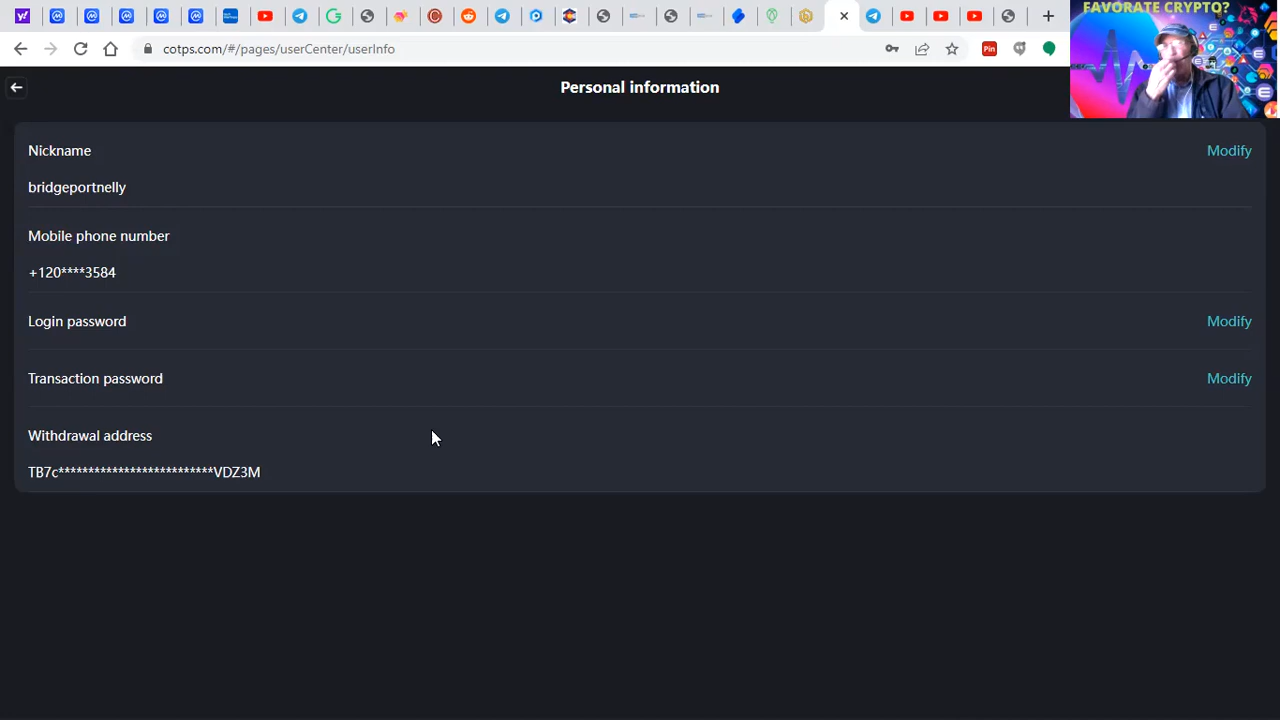 cotps.com/#/pages/userCenter/userInfo
Pin
FAVORATE CRYPTO?
Personal information
Nickname
Modify
bridgeportnelly
Mobile phone number
+120****3584
Login password
Modify
Transaction password
Modify
Withdrawal address
TB7c**************************VDZ3M